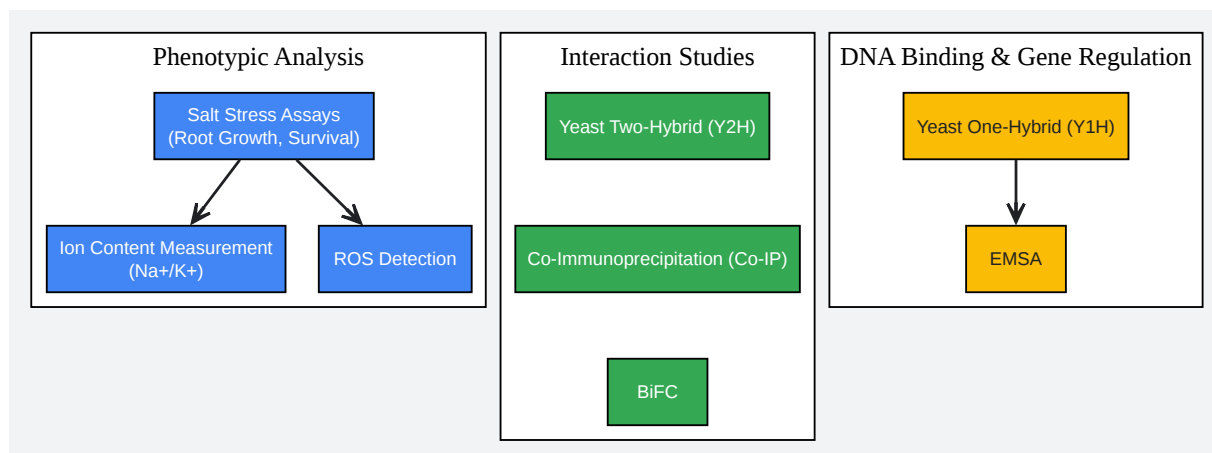 Phenotypic Analysis
Salt Stress Assays
(Root Growth, Survival)
Ion Content Measurement
(Na+/K+)
ROS Detection
Interaction Studies
Yeast Two-Hybrid (Y2H)
Co-Immunoprecipitation (Co-IP)
BiFC
DNA Binding & Gene Regulation
Yeast One-Hybrid (Y1H)
EMSA